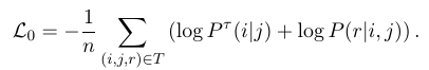 $\mathcal{L}_0 = -\frac{1}{n} \sum_{(i,j,r) \in T} \left( \log P^{\tau}(i|j) + \log P(r|i,j) \right).$